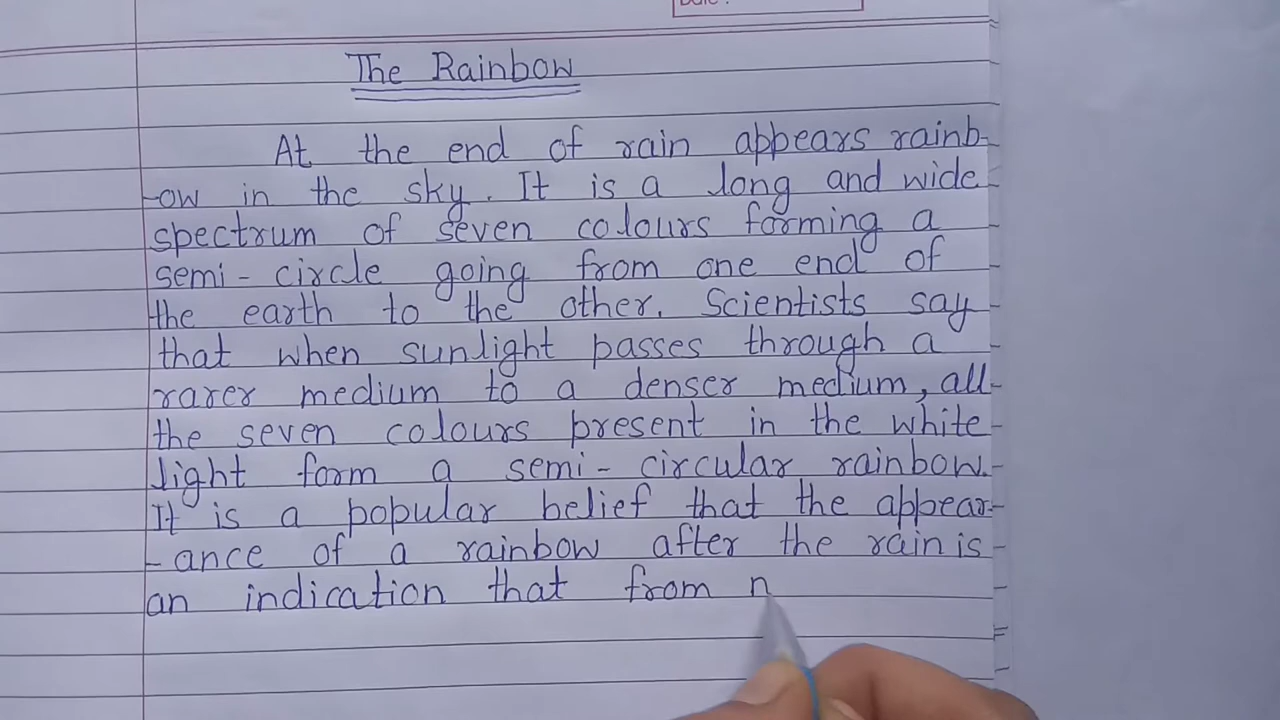 Date :
The Rainbow
At the end of rain appears rainb-
-ow in the sky. It is a long and wide
spectrum of seven colours forming a
semi-circle going from one end of
the earth to the other. Scientists say
that when sunlight passes through a
rarer medium to a denser medium, all
the seven colours present in the white
light form a semi-circular rainbow.
It is a popular belief that the appear-
-ance of a rainbow after the rain is
an indication that from n